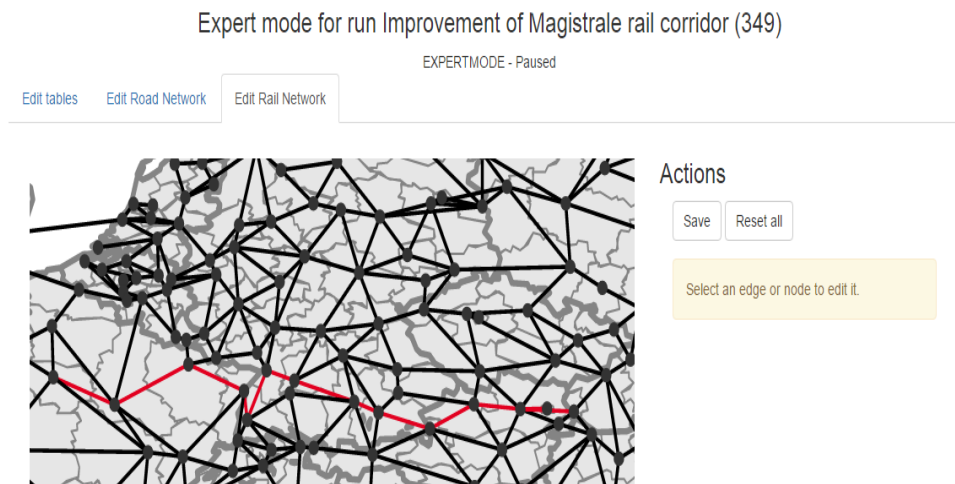 Expert mode for run Improvement of Magistrale rail corridor (349)
EXPERTMODE - Paused
Edit tables Edit Road Network Edit Rail Network
Actions
Save Reset all
Select an edge or node to edit it.